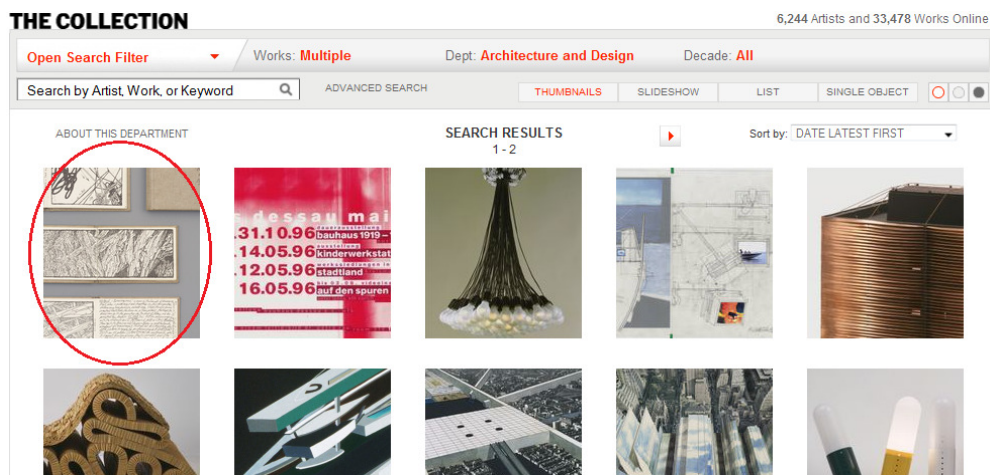 THE COLLECTION
6,244 Artists and 33,478 Works Online
Open Search Filter
Works: Multiple
Dept: Architecture and Design
Decade: All
Search by Artist, Work, or Keyword
ADVANCED SEARCH
THUMBNAILS
SLIDESHOW
LIST
SINGLE OBJECT
ABOUT THIS DEPARTMENT
SEARCH RESULTS
1 - 2
Sort by: DATE LATEST FIRST
s dessau mai
.31.10.96 bauhaus 1919 –
.14.05.96 kinderwerkstat
.12.05.96 stadtland
16.05.96 auf den spuren